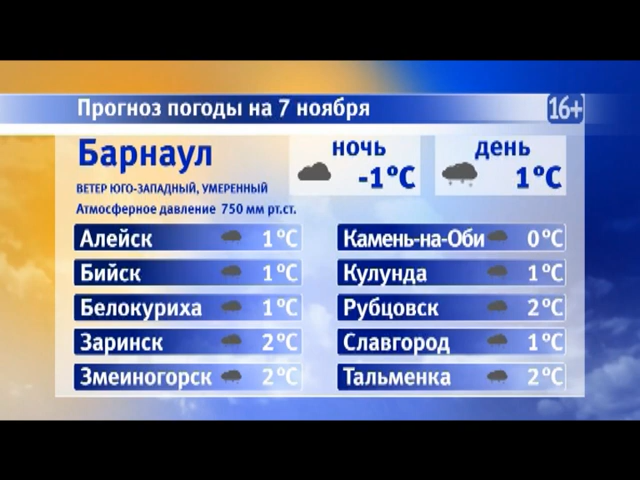 Прогноз погоды на 7 ноября
16+
Барнаул
ночь
-1°C
день
1°C
ВЕТЕР ЮГО-ЗАПАДНЫЙ, УМЕРЕННЫЙ
Атмосферное давление 750 мм рт.ст.
Алейск 1°C
Бийск 1°C
Белокуриха 1°C
Заринск 2°C
Змеиногорск 2°C
Камень-на-Оби 0°C
Кулунда 1°C
Рубцовск 2°C
Славгород 1°C
Тальменка 2°C